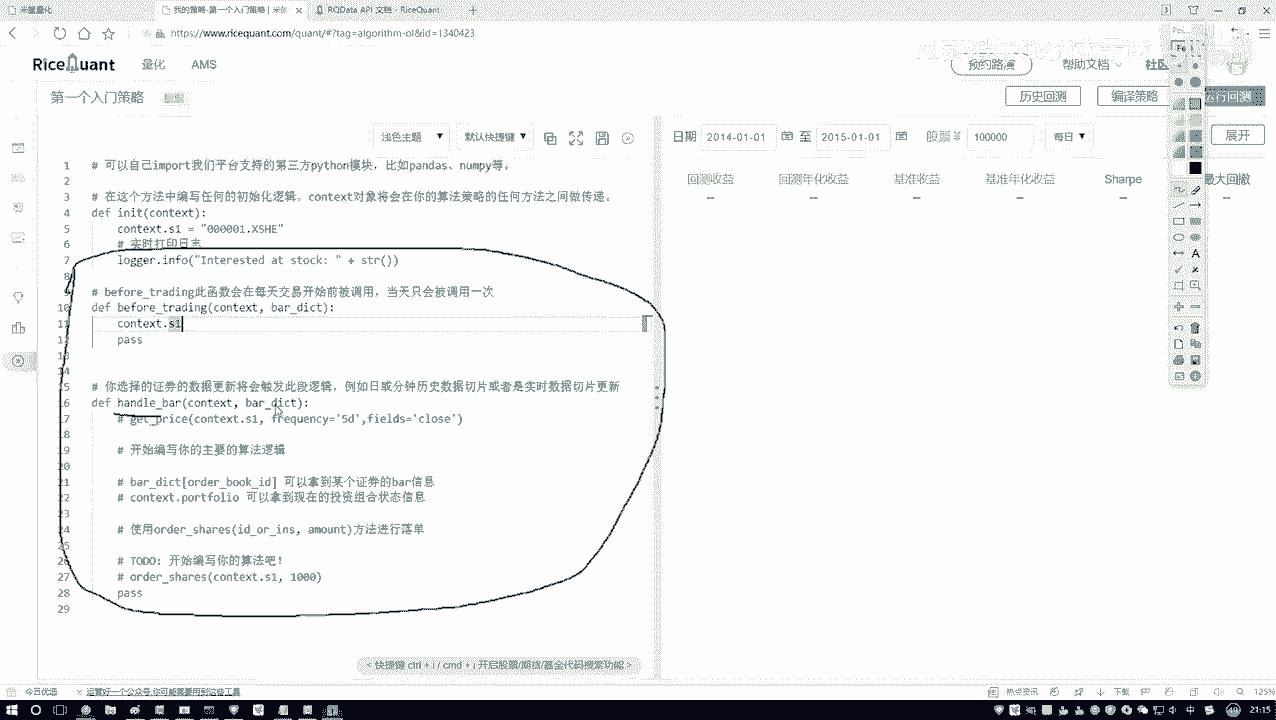 米筐量化
我的策略-第一个入门策略 | 米
RQData API 文档 - RiceQuant
https://www.ricequant.com/quant/#?tag=algorithm-ol&id=1340423
RiceQuant 量化 AMS 预约路演 帮助文档 社区
第一个入门策略 历史回测 编译策略 运行回测
浅色主题 默认快捷键 日期 2014-01-01 至 2015-01-01 股票¥ 100000 每日 展开
回测收益 回测年化收益 基准收益 基准年化收益 Sharpe 最大回撤
-- -- -- -- -- --
1 # 可以自己import我们平台支持的第三方python模块，比如pandas、numpy等。
2
3 # 在这个方法中编写任何的初始化逻辑。context对象将会在你的算法策略的任何方法之间做传递。
4 def init(context):
5 context.s1 = "000001.XSHE"
6 # 实时打印日志
7 logger.info("Interested at stock: " + str())
8
9 # before_trading此函数会在每天交易开始前被调用，当天只会被调用一次
10 def before_trading(context, bar_dict):
11 context.s1
12 pass
13
14
15 # 你选择的证券的数据更新将会触发此段逻辑，例如日或分钟历史数据切片或者是实时数据切片更新
16 def handle_bar(context, bar_dict):
17 # get_price(context.s1, frequency='5d',fields='close')
18
19 # 开始编写你的主要的算法逻辑
20
21 # bar_dict[order_book_id] 可以拿到某个证券的bar信息
22 # context.portfolio 可以拿到现在的投资组合状态信息
23
24 # 使用order_shares(id_or_ins, amount)方法进行落单
25
26 # TODO: 开始编写你的算法吧！
27 # order_shares(context.s1, 1000)
28 pass
29
< 快捷键 ctrl + i / cmd + i 开启股票/期货/基金代码搜索功能 >
今日优选 运营好一个公众号,你可能需要用到这些工具 热点资讯 下载 125%
中 21:15